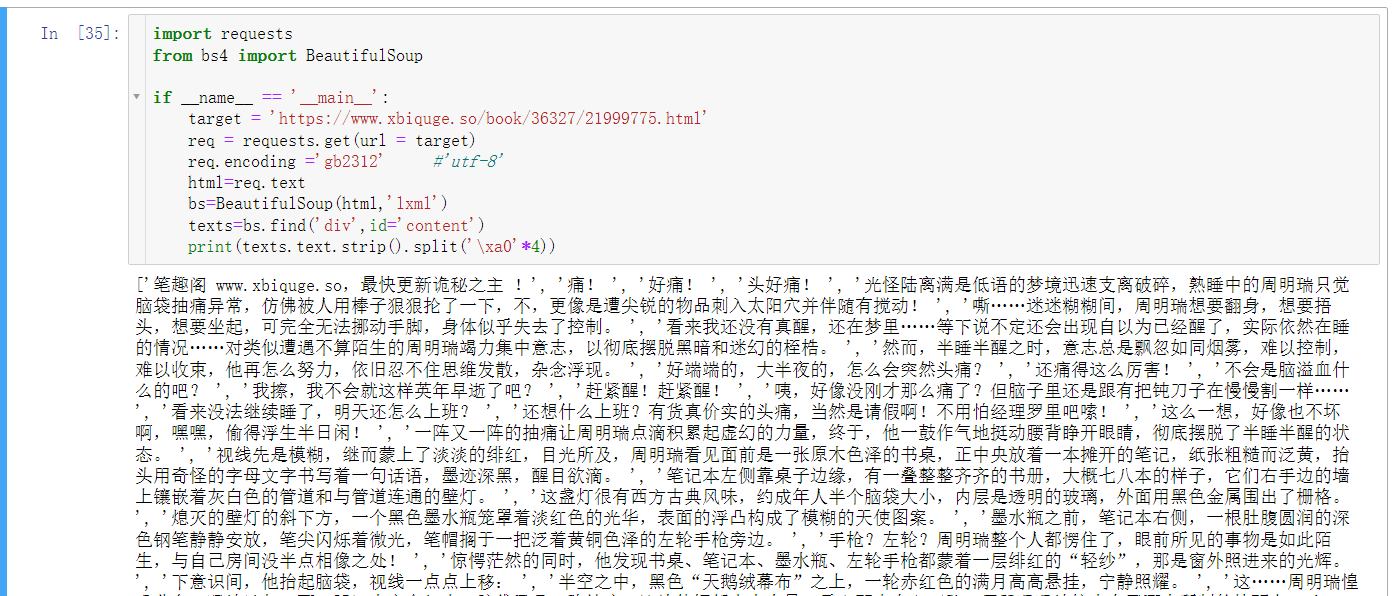 In [35]:
import requests
from bs4 import BeautifulSoup
if __name__ == '__main__':
target = 'https://www.xbiquge.so/book/36327/21999775.html'
req = requests.get(url = target)
req.encoding ='gb2312' #'utf-8'
html=req.text
bs=BeautifulSoup(html,'lxml')
texts=bs.find('div',id='content')
print(texts.text.strip().split('\xa0'*4))
['笔趣阁 www.xbiquge.so，最快更新诡秘之主 ！', '痛！ ', '好痛！ ', '头好痛！ ', '光怪陆离满是低语的梦境迅速支离破碎，熟睡中的周明瑞只觉
脑袋抽痛异常，仿佛被人用棒子狠狠抡了一下，不，更像是遭尖锐的物品刺入太阳穴并伴随有搅动！ ', '嘶……迷迷糊糊间，周明瑞想要翻身，想要捂
头，想要坐起，可完全无法挪动手脚，身体似乎失去了控制。 ', '看来我还没有真醒，还在梦里……等下说不定还会出现自以为已经醒了，实际依然在睡
的情况……对类似遭遇不算陌生的周明瑞竭力集中意志，以彻底摆脱黑暗和迷幻的桎梏。 ', '然而，半睡半醒之时，意志总是飘忽如同烟雾，难以控制，
难以收束，他再怎么努力，依旧忍不住思维发散，杂念浮现。 ', '好端端的，大半夜的，怎么会突然头痛？ ', '还痛得这么厉害！ ', '不会是脑溢血什
么的吧？ ', '我擦，我不会就这样英年早逝了吧？ ', '赶紧醒！赶紧醒！ ', '咦，好像没刚才那么痛了？但脑子里还是跟有把钝刀子在慢慢割一样……
', '看来没法继续睡了，明天还怎么上班？ ', '还想什么上班？有货真价实的头痛，当然是请假啊！不用怕经理罗里吧嗦！ ', '这么一想，好像也不坏
啊，嘿嘿，偷得浮生半日闲！ ', '一阵又一阵的抽痛让周明瑞点滴积累起虚幻的力量，终于，他一鼓作气地挺动腰背睁开眼睛，彻底摆脱了半睡半醒的状
态。 ', '视线先是模糊，继而蒙上了淡淡的绯红，目光所及，周明瑞看见面前是一张原木色泽的书桌，正中央放着一本摊开的笔记，纸张粗糙而泛黄，抬
头用奇怪的字母文字书写着一句话语，墨迹深黑，醒目欲滴。 ', '笔记本左侧靠桌子边缘，有一叠整整齐齐的书册，大概七八本的样子，它们右手边的墙
上镶嵌着灰白色的管道和与管道连通的壁灯。 ', '这盏灯很有西方古典风味，约成年人半个脑袋大小，内层是透明的玻璃，外面用黑色金属围出了栅格。
', '熄灭的壁灯的斜下方，一个黑色墨水瓶笼罩着淡红色的光华，表面的浮凸构成了模糊的天使图案。 ', '墨水瓶之前，笔记本右侧，一根肚腹圆润的深
色钢笔静静安放，笔尖闪烁着微光，笔帽搁于一把泛着黄铜色泽的左轮手枪旁边。 ', '手枪？左轮？周明瑞整个人都愣住了，眼前所见的事物是如此陌
生，与自己房间没半点相像之处！ ', '惊愕茫然的同时，他发现书桌、笔记本、墨水瓶、左轮手枪都蒙着一层绯红的“轻纱”，那是窗外照进来的光辉。
', '下意识间，他抬起脑袋，视线一点点上移： ', '半空之中，黑色“天鹅绒幕布”之上，一轮赤红色的满月高高悬挂，宁静照耀。 ', '这……周明瑞惶